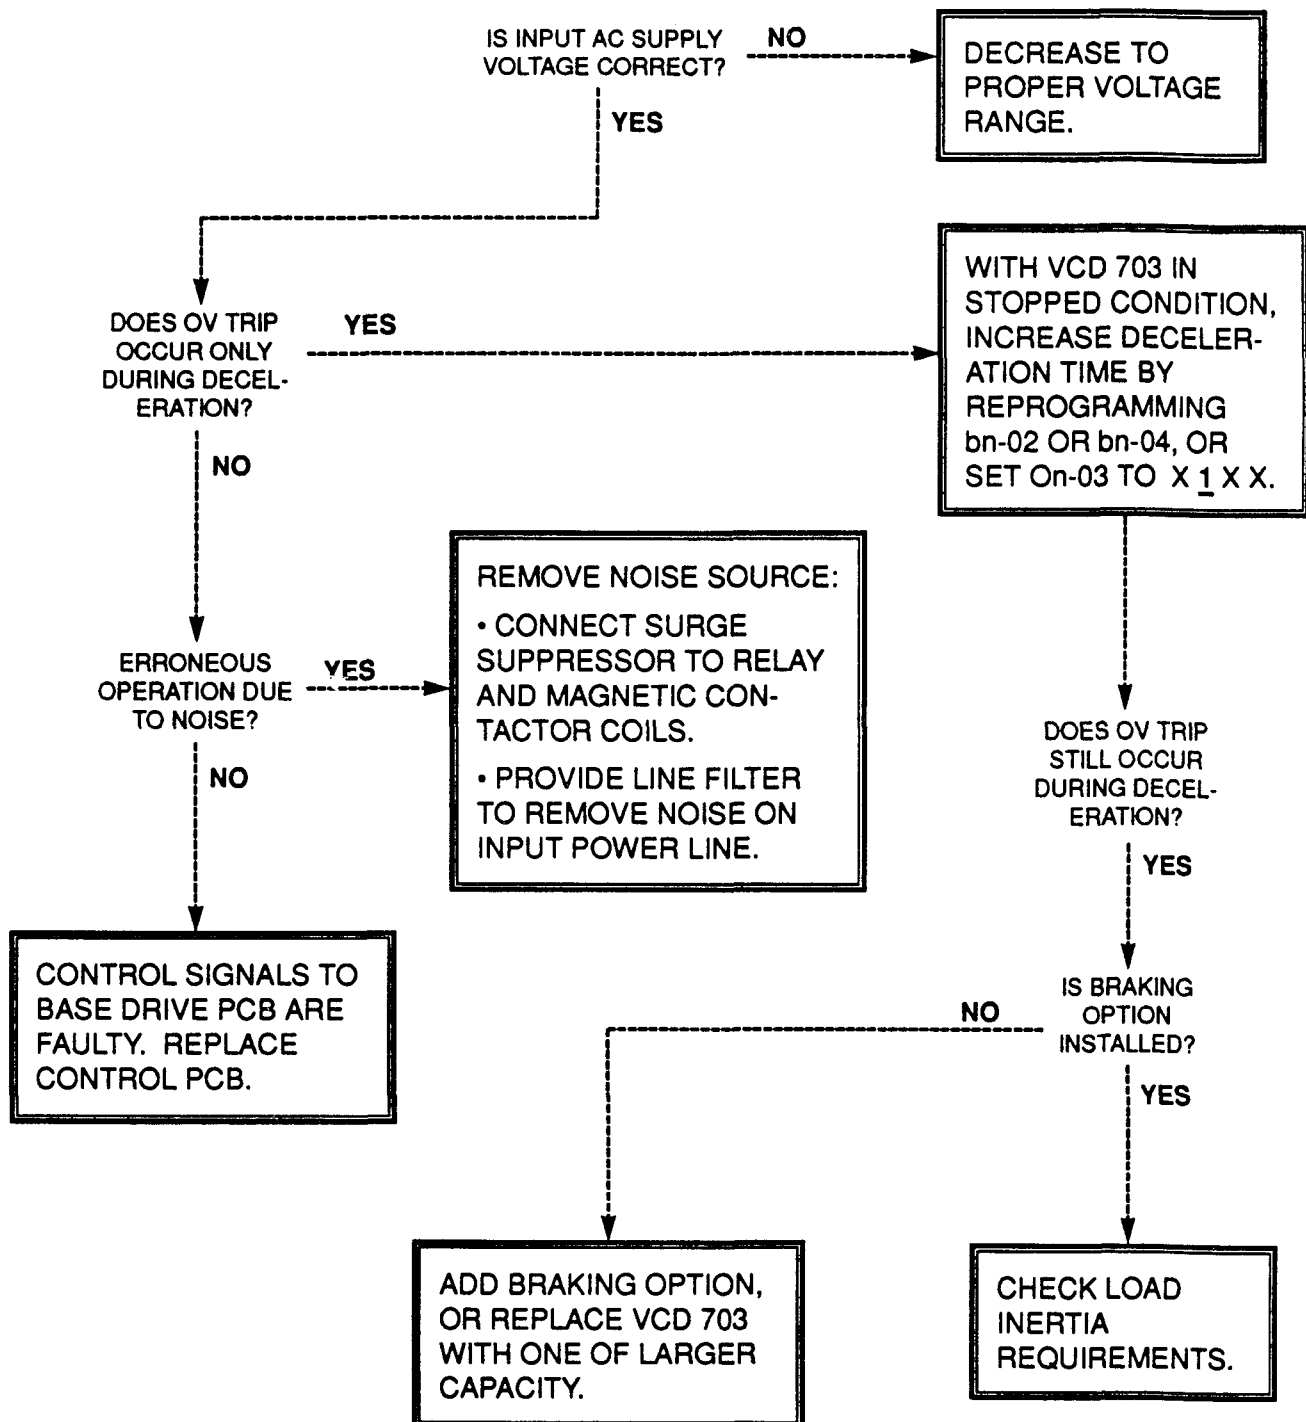 IS INPUT AC SUPPLY
VOLTAGE CORRECT?
NO
DECREASE TO
PROPER VOLTAGE
RANGE.
YES
DOES OV TRIP
OCCUR ONLY
DURING DECEL-
ERATION?
YES
WITH VCD 703 IN
STOPPED CONDITION,
INCREASE DECELER-
ATION TIME BY
REPROGRAMMING
bn-02 OR bn-04, OR
SET On-03 TO X 1 X X.
NO
ERRONEOUS
OPERATION DUE
TO NOISE?
YES
REMOVE NOISE SOURCE:
• CONNECT SURGE
SUPPRESSOR TO RELAY
AND MAGNETIC CON-
TACTOR COILS.
• PROVIDE LINE FILTER
TO REMOVE NOISE ON
INPUT POWER LINE.
NO
CONTROL SIGNALS TO
BASE DRIVE PCB ARE
FAULTY. REPLACE
CONTROL PCB.
DOES OV TRIP
STILL OCCUR
DURING DECEL-
ERATION?
YES
IS BRAKING
OPTION
INSTALLED?
NO
YES
ADD BRAKING OPTION,
OR REPLACE VCD 703
WITH ONE OF LARGER
CAPACITY.
CHECK LOAD
INERTIA
REQUIREMENTS.